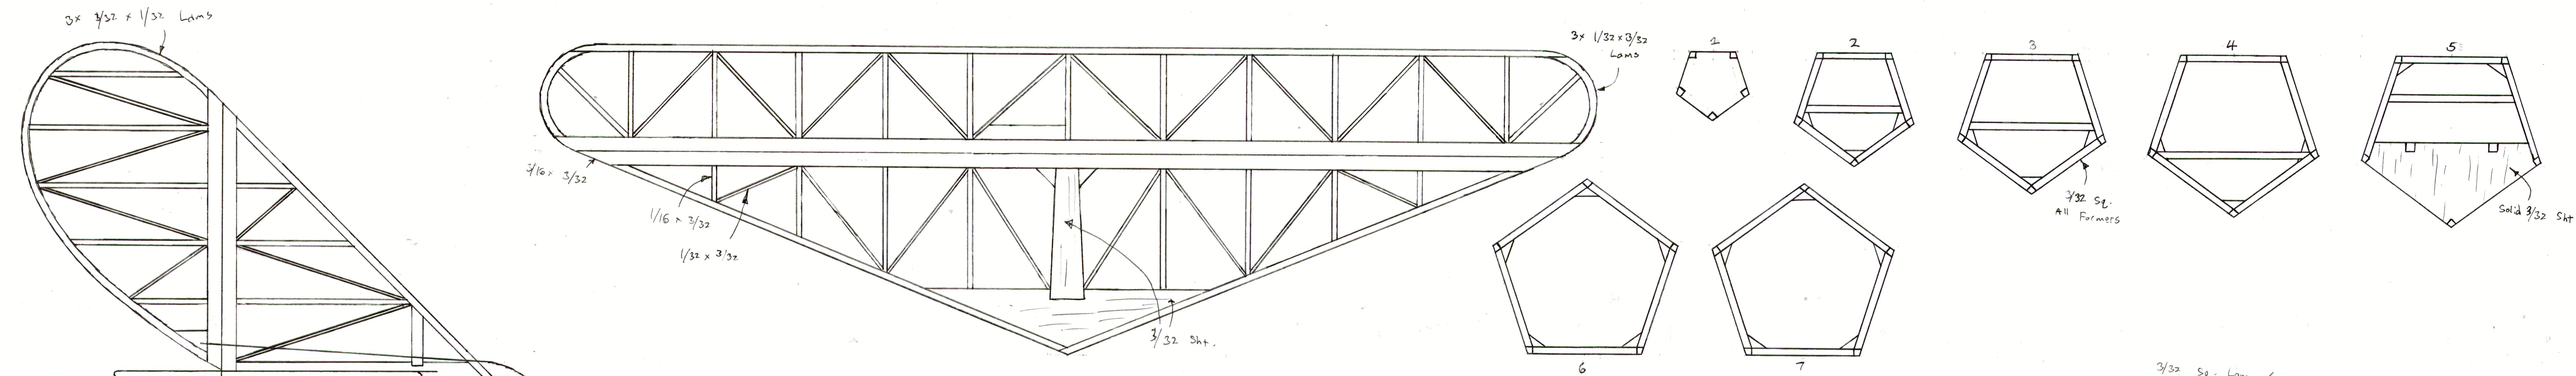 3x 3/32 x 1/32 Lams
3x 1/32 x 3/32
Lams
1
2
3
4
5
3/16 x 3/32
1/16 x 3/32
1/32 x 3/32
3/32 Sq.
All Formers
Solid 3/32 Sht
3/32 Sht.
6
7
3/32 Sq.